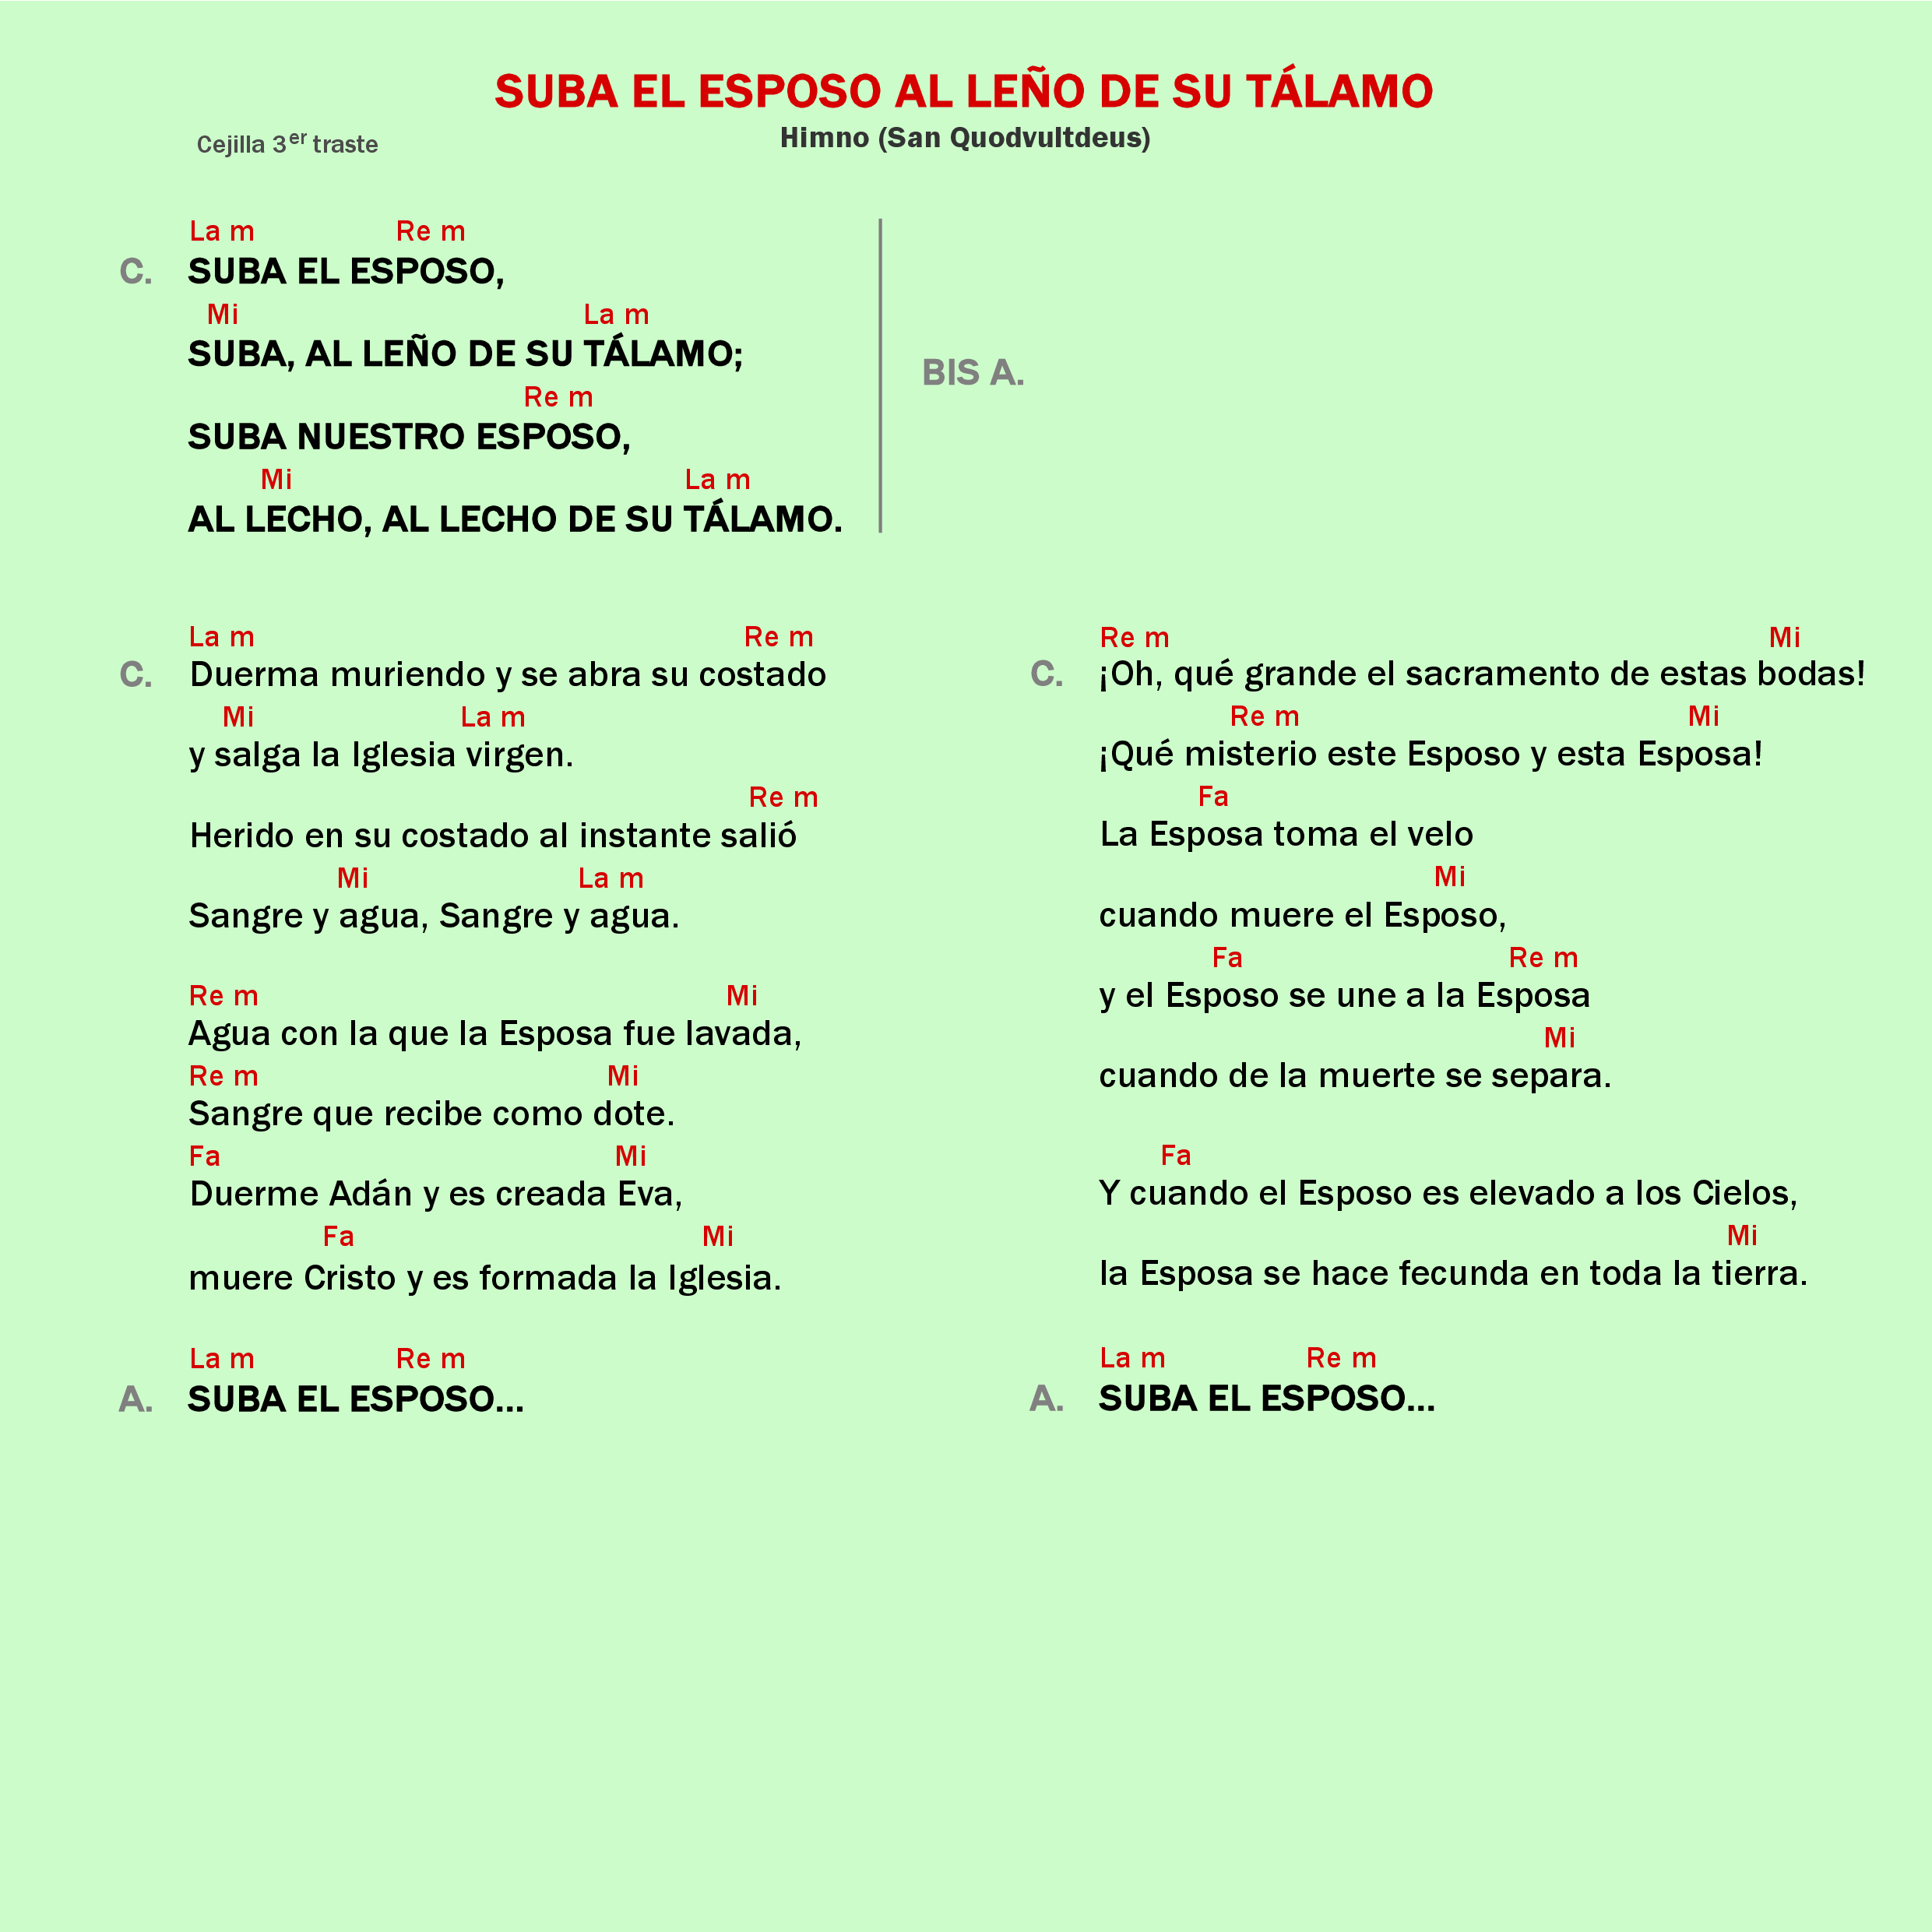 SUBA EL ESPOSO AL LEÑO DE SU TÁLAMO
Himno (San Quodvultdeus)
Cejilla 3er traste
La m Re m
C. SUBA EL ESPOSO,
Mi La m
SUBA, AL LEÑO DE SU TÁLAMO;
BIS A.
Re m
SUBA NUESTRO ESPOSO,
Mi La m
AL LECHO, AL LECHO DE SU TÁLAMO.
La m Re m
C. Duerma muriendo y se abra su costado
Mi La m
y salga la Iglesia virgen.
Re m
Herido en su costado al instante salió
Mi La m
Sangre y agua, Sangre y agua.
Re m Mi
Agua con la que la Esposa fue lavada,
Re m Mi
Sangre que recibe como dote.
Fa Mi
Duerme Adán y es creada Eva,
Fa Mi
muere Cristo y es formada la Iglesia.
La m Re m
A. SUBA EL ESPOSO...
Re m Mi
C. ¡Oh, qué grande el sacramento de estas bodas!
Re m Mi
¡Qué misterio este Esposo y esta Esposa!
Fa
La Esposa toma el velo
Mi
cuando muere el Esposo,
Fa Re m
y el Esposo se une a la Esposa
Mi
cuando de la muerte se separa.
Fa
Y cuando el Esposo es elevado a los Cielos,
Mi
la Esposa se hace fecunda en toda la tierra.
La m Re m
A. SUBA EL ESPOSO...